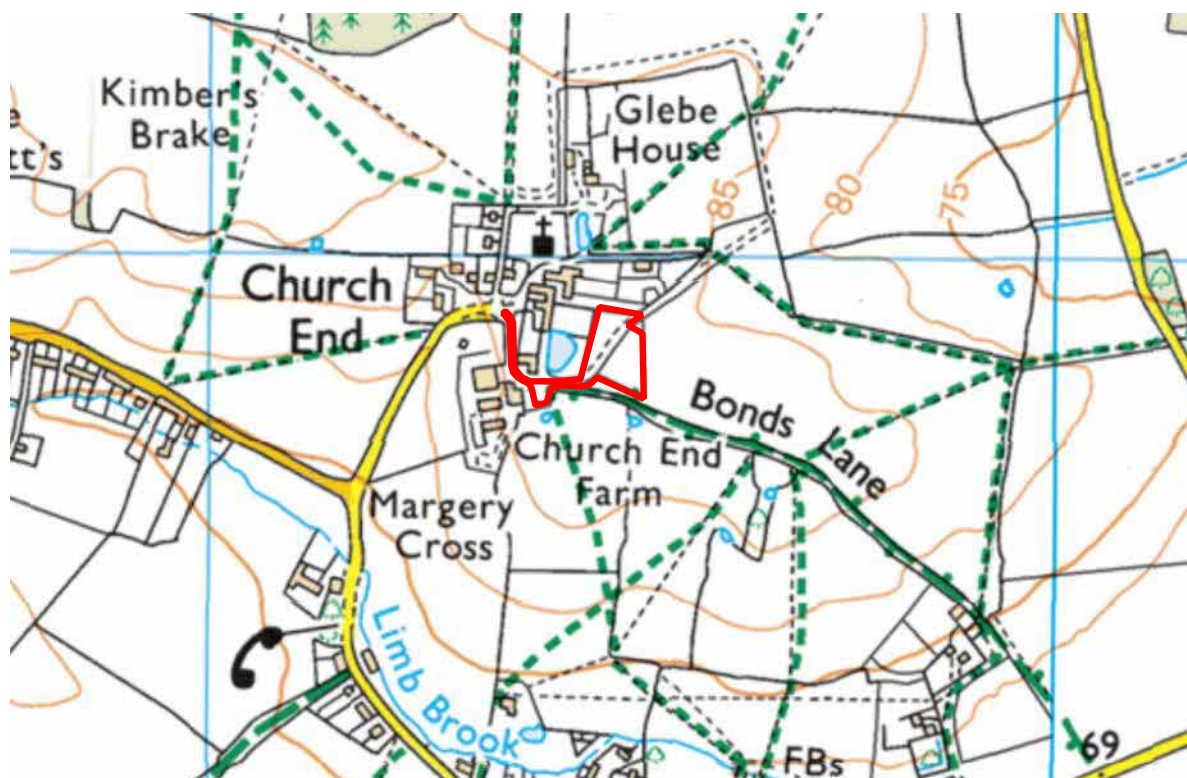 Kimber's
Brake
Glebe
House
e
tt's
85
80
75
Church
End
Bonds
Lane
Church End
Farm
Margery
Cross
Limb Brook
69
FBs